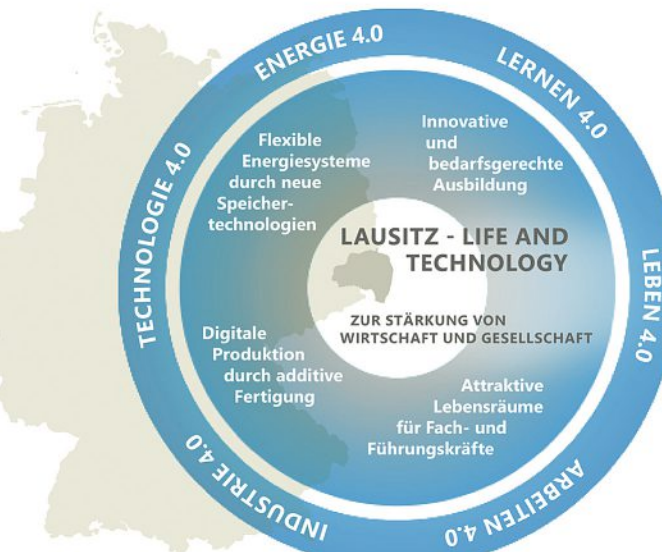 ENERGIE 4.0
LERNEN 4.0
TECHNOLOGIE 4.0
LEBEN 4.0
INDUSTRIE 4.0
ARBEITEN 4.0
Flexible
Energiesysteme
durch neue
Speicher-
technologien
Innovative
und
bedarfsgerechte
Ausbildung
LAUSITZ - LIFE AND
TECHNOLOGY
ZUR STÄRKUNG VON
WIRTSCHAFT UND GESELLSCHAFT
Digitale
Produktion
durch additive
Fertigung
Attraktive
Lebensräume
für Fach- und
Führungskräfte